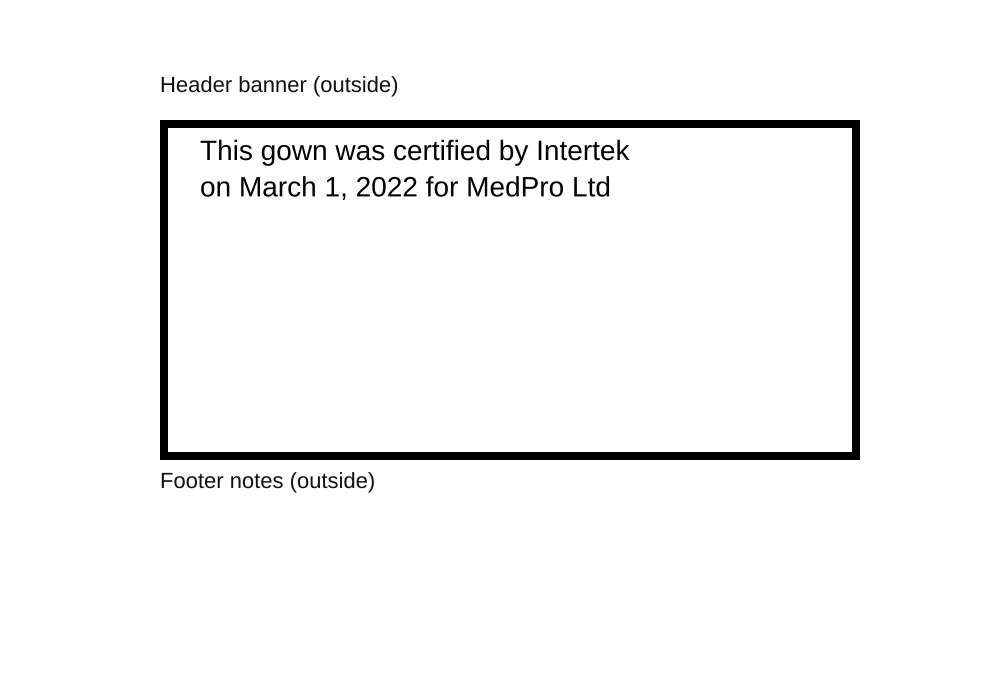 Header banner (outside)
This gown was certified by Intertek
on March 1, 2022 for MedPro Ltd
Footer notes (outside)